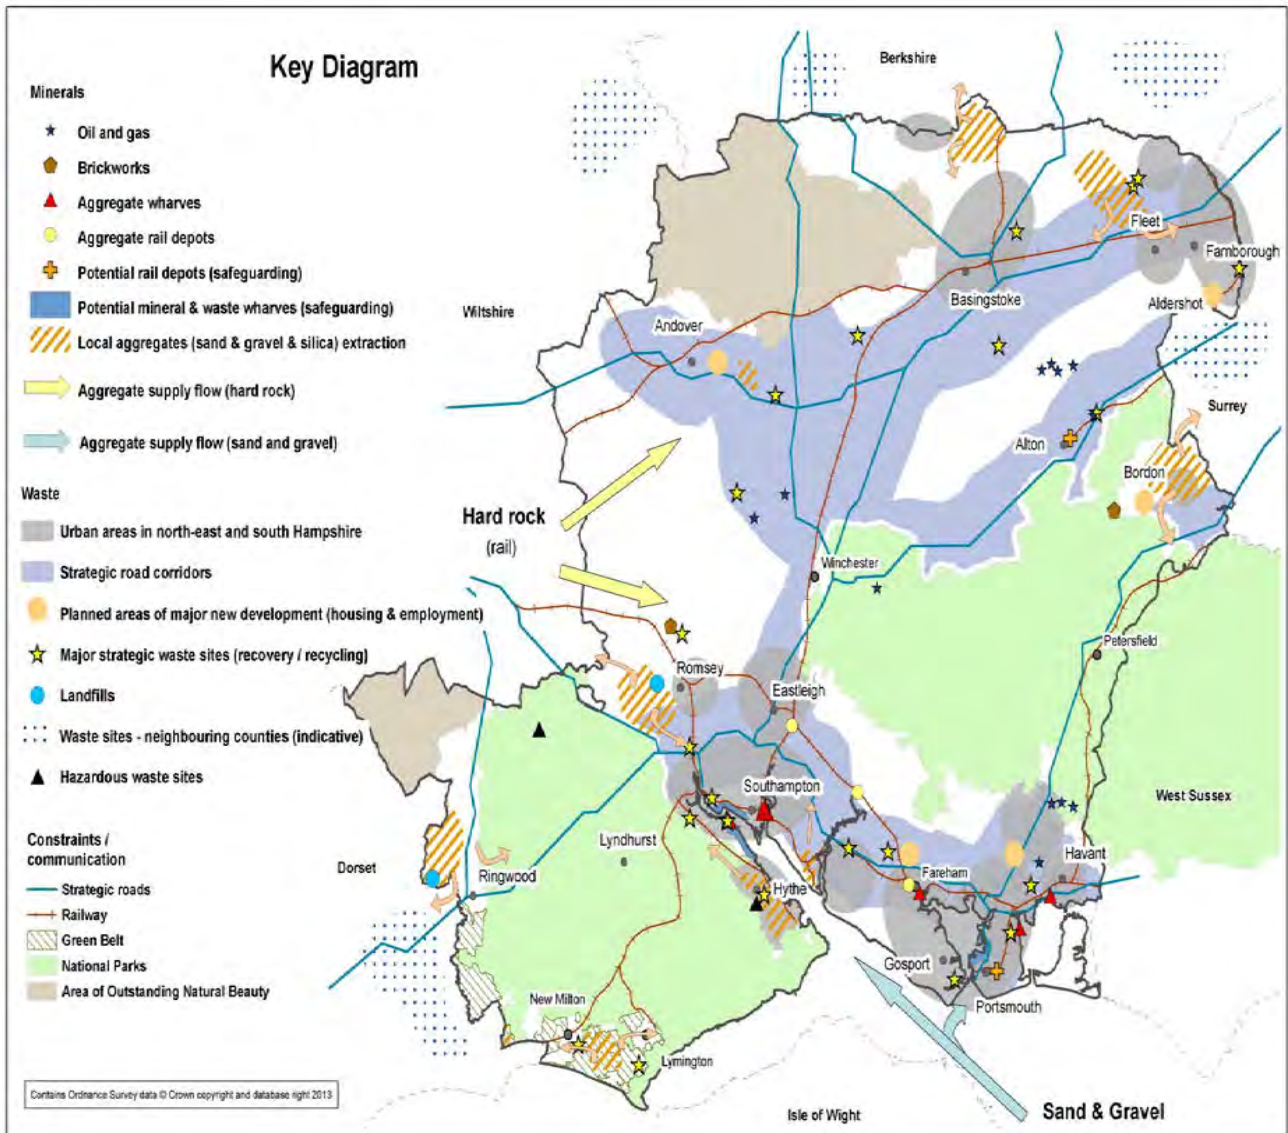 Key Diagram
Minerals
Oil and gas
Brickworks
Aggregate wharves
Aggregate rail depots
Potential rail depots (safeguarding)
Potential mineral & waste wharves (safeguarding)
Local aggregates (sand & gravel & silica) extraction
Aggregate supply flow (hard rock)
Aggregate supply flow (sand and gravel)
Waste
Urban areas in north-east and south Hampshire
Strategic road corridors
Planned areas of major new development (housing & employment)
Major strategic waste sites (recovery / recycling)
Landfills
Waste sites - neighbouring counties (indicative)
Hazardous waste sites
Constraints /
communication
Strategic roads
Railway
Green Belt
National Parks
Area of Outstanding Natural Beauty
Contains Ordnance Survey data © Crown copyright and database right 2013
Berkshire
Fleet
Farnborough
Basingstoke
Aldershot
Wiltshire
Andover
Surrey
Alton
Bordon
Hard rock
(rail)
Winchester
Petersfield
Romsey
Eastleigh
Southampton
West Sussex
Lyndhurst
Havant
Dorset
Ringwood
Hythe
Fareham
Gosport
Portsmouth
New Milton
Lymington
Isle of Wight
Sand & Gravel